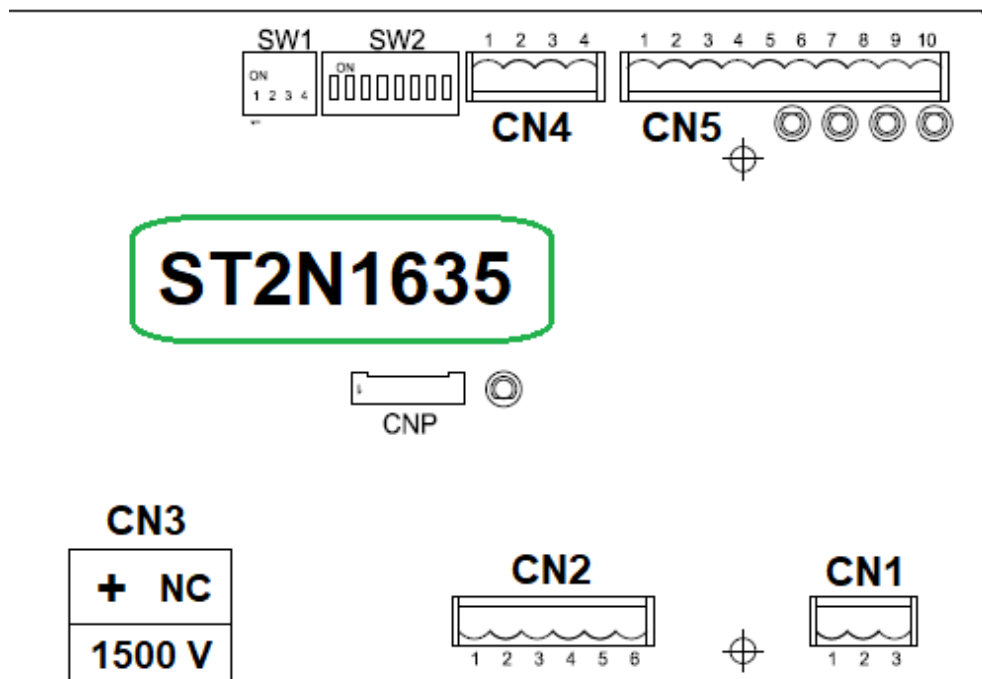 SW1 SW2 1 2 3 4 1 2 3 4 5 6 7 8 9 10
ON ON
1 2 3 4
CN4 CN5
ST2N1635
CNP
CN3
+ NC
1500 V
CN2 CN1
1 2 3 4 5 6 1 2 3